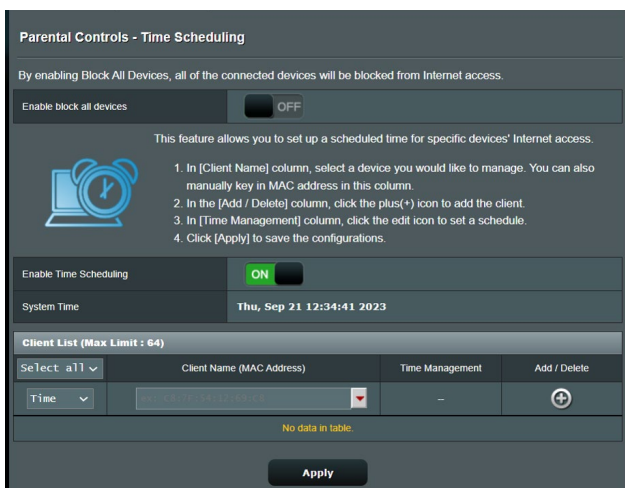 Parental Controls - Time Scheduling
By enabling Block All Devices, all of the connected devices will be blocked from Internet access.
Enable block all devices
OFF
This feature allows you to set up a scheduled time for specific devices' Internet access.
1. In [Client Name] column, select a device you would like to manage. You can also
manually key in MAC address in this
column.
2. In the [Add / Delete] column, click the plus(+) icon to add the client.
3. In [Time Management] column, click the edit icon to set a schedule.
4. Click [Apply] to save the configurations.
Enable Time Scheduling
ON
System Time
Thu, Sep 21 12:34:41 2023
Client List (Max Limit : 64)
Select all
Client Name (MAC Address)
Time Management
Add / Delete
Time
--
No data in table.
Apply